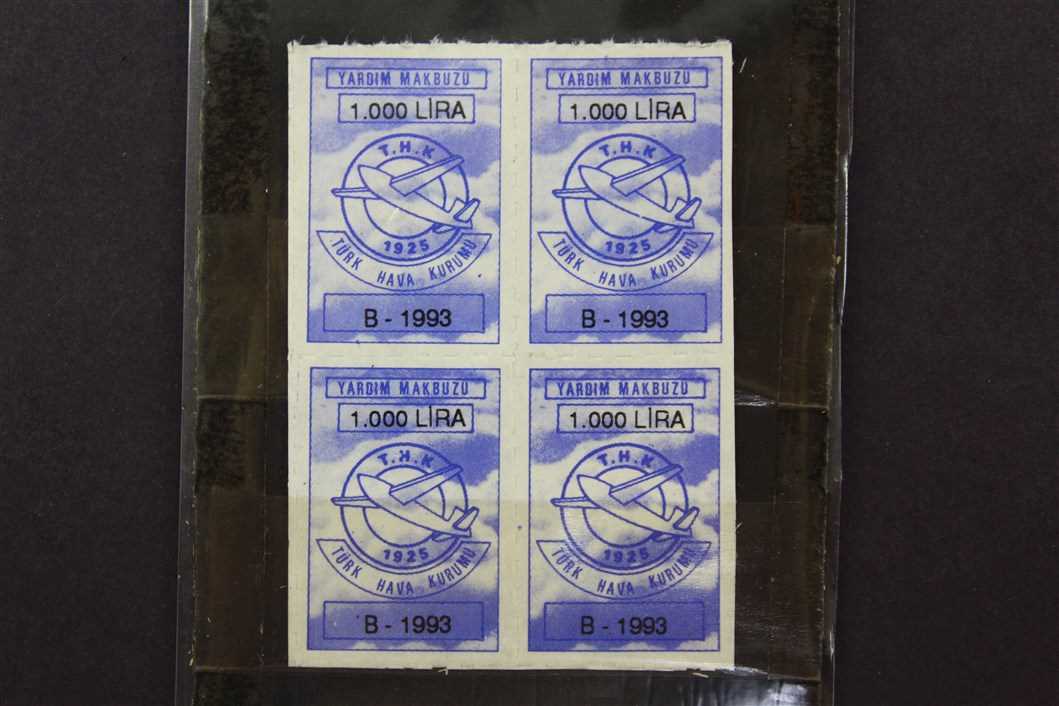 YARDIM MAKBUZU
1.000 LİRA
T.H.K
1925
TÜRK HAVA KURUMU
B - 1993
YARDIM MAKBUZU
1.000 LİRA
T.H.K
1925
TÜRK HAVA KURUMU
B - 1993
YARDIM MAKBUZU
1.000 LİRA
T.H.K
1925
TÜRK HAVA KURUMU
B - 1993
YARDIM MAKBUZU
1.000 LİRA
T.H.K
1925
TÜRK HAVA KURUMU
B - 1993